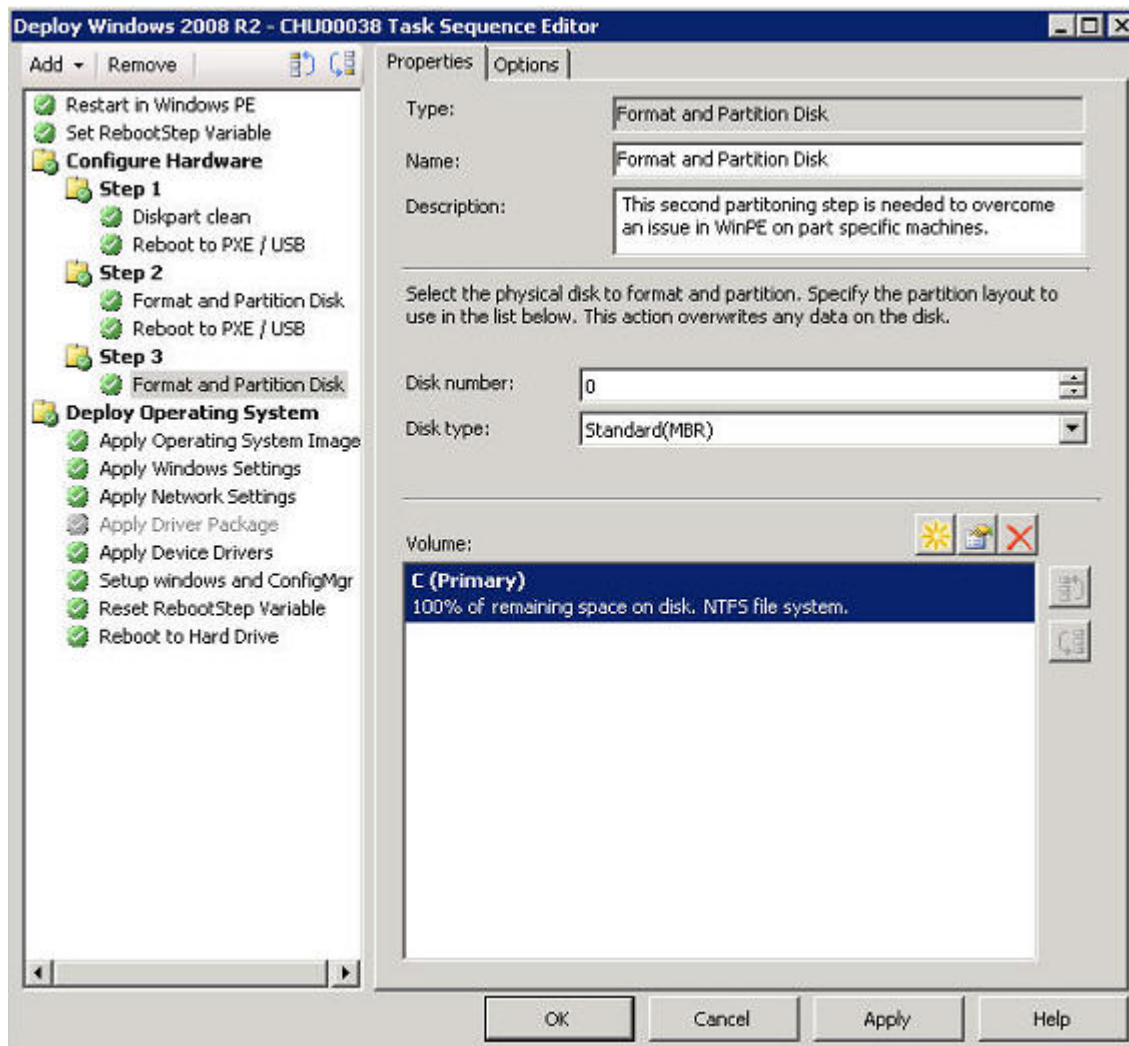 Deploy Windows 2008 R2 - CHU00038 Task Sequence Editor
Add
Remove
Restart in Windows PE
Set RebootStep Variable
Configure Hardware
Step 1
Diskpart clean
Reboot to PXE / USB
Step 2
Format and Partition Disk
Reboot to PXE / USB
Step 3
Format and Partition Disk
Deploy Operating System
Apply Operating System Image
Apply Windows Settings
Apply Network Settings
Apply Driver Package
Apply Device Drivers
Setup windows and ConfigMgr
Reset RebootStep Variable
Reboot to Hard Drive
Properties
Options
Type:
Format and Partition Disk
Name:
Format and Partition Disk
Description:
This second partitoning step is needed to overcome
an issue in WinPE on part specific machines.
Select the physical disk to format and partition. Specify the partition layout to
use in the list below. This action overwrites any data on the disk.
Disk number:
0
Disk type:
Standard(MBR)
Volume:
C (Primary)
100% of remaining space on disk. NTFS file system.
OK
Cancel
Apply
Help